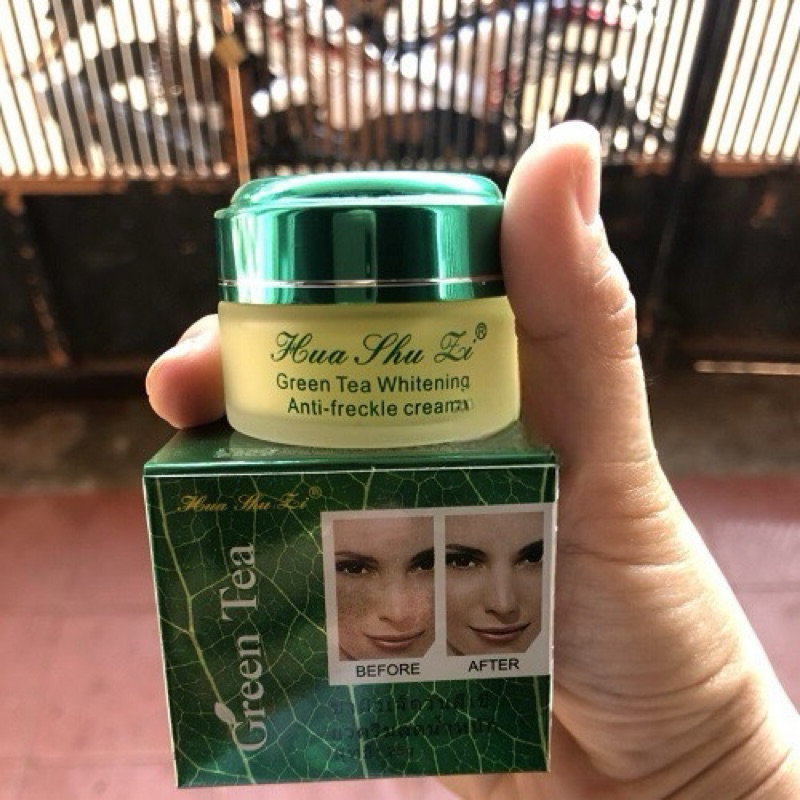 Hua Shu Zi®
Green Tea Whitening
Anti-freckle cream
Hua Shu Zi®
Green Tea
BEFORE
AFTER